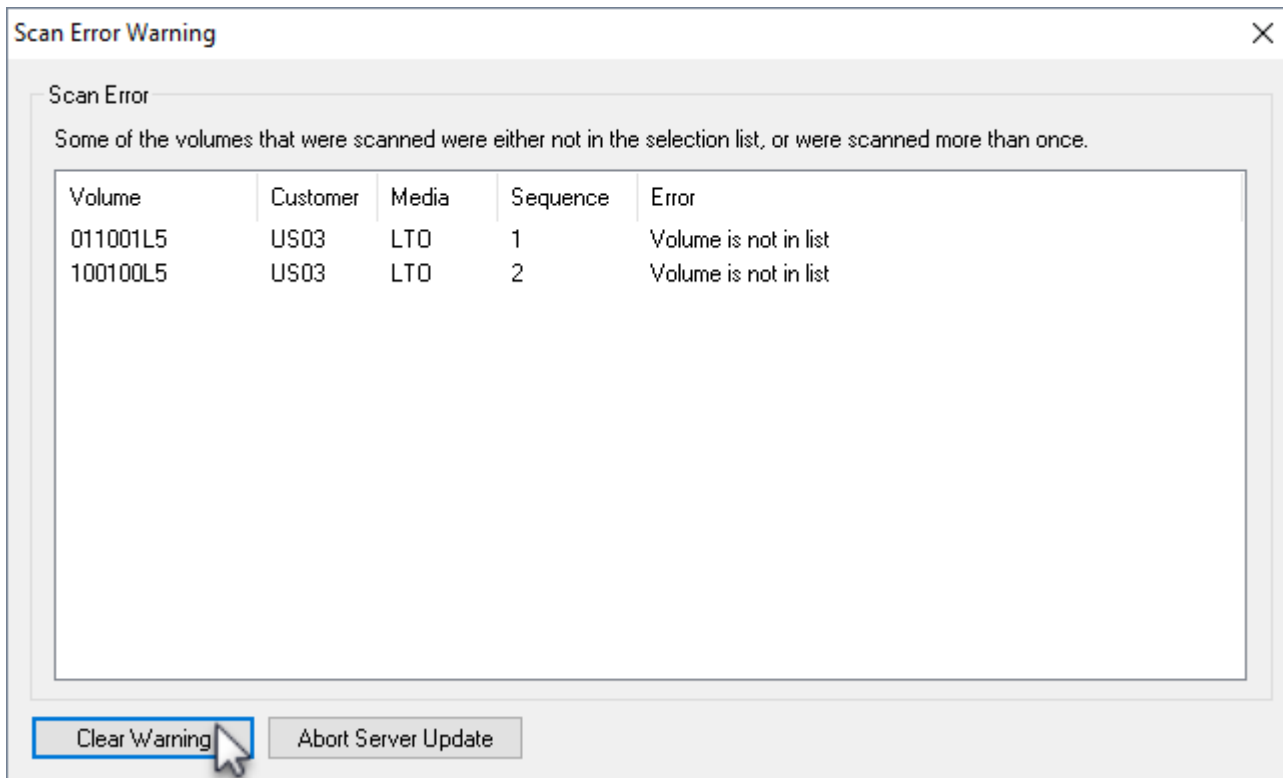 Scan Error Warning
Scan Error
Some of the volumes that were scanned were either not in the selection list, or were scanned more than once.
Volume Customer Media Sequence Error
011001L5 US03 LTO 1 Volume is not in list
100100L5 US03 LTO 2 Volume is not in list
Clear Warning Abort Server Update